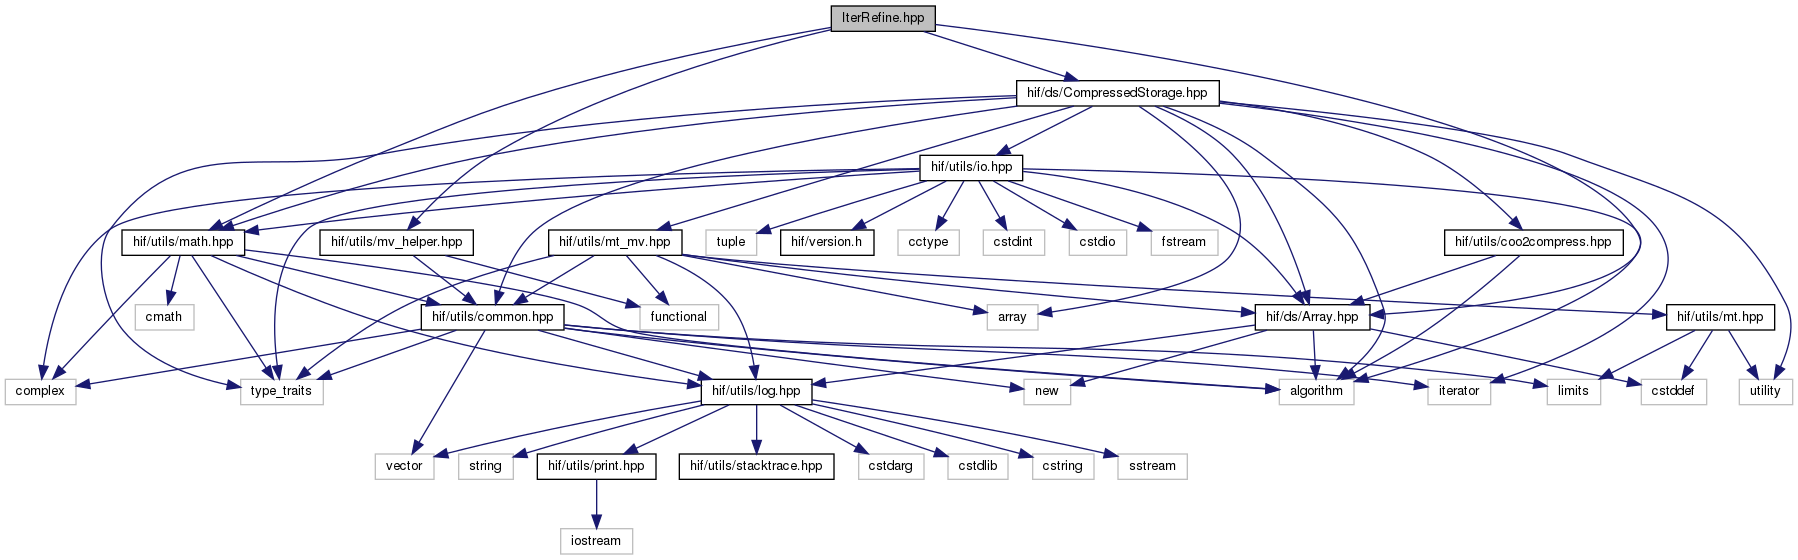 IterRefine.hpp
hif/ds/CompressedStorage.hpp
hif/utils/io.hpp
hif/utils/math.hpp
hif/utils/mv_helper.hpp
hif/utils/mt_mv.hpp
tuple
hif/version.h
cctype
cstdint
cstdio
fstream
hif/utils/coo2compress.hpp
cmath
hif/utils/common.hpp
functional
array
hif/ds/Array.hpp
hif/utils/mt.hpp
complex
type_traits
hif/utils/log.hpp
new
algorithm
iterator
limits
cstddef
utility
vector
string
hif/utils/print.hpp
hif/utils/stacktrace.hpp
cstdarg
cstdlib
cstring
sstream
iostream